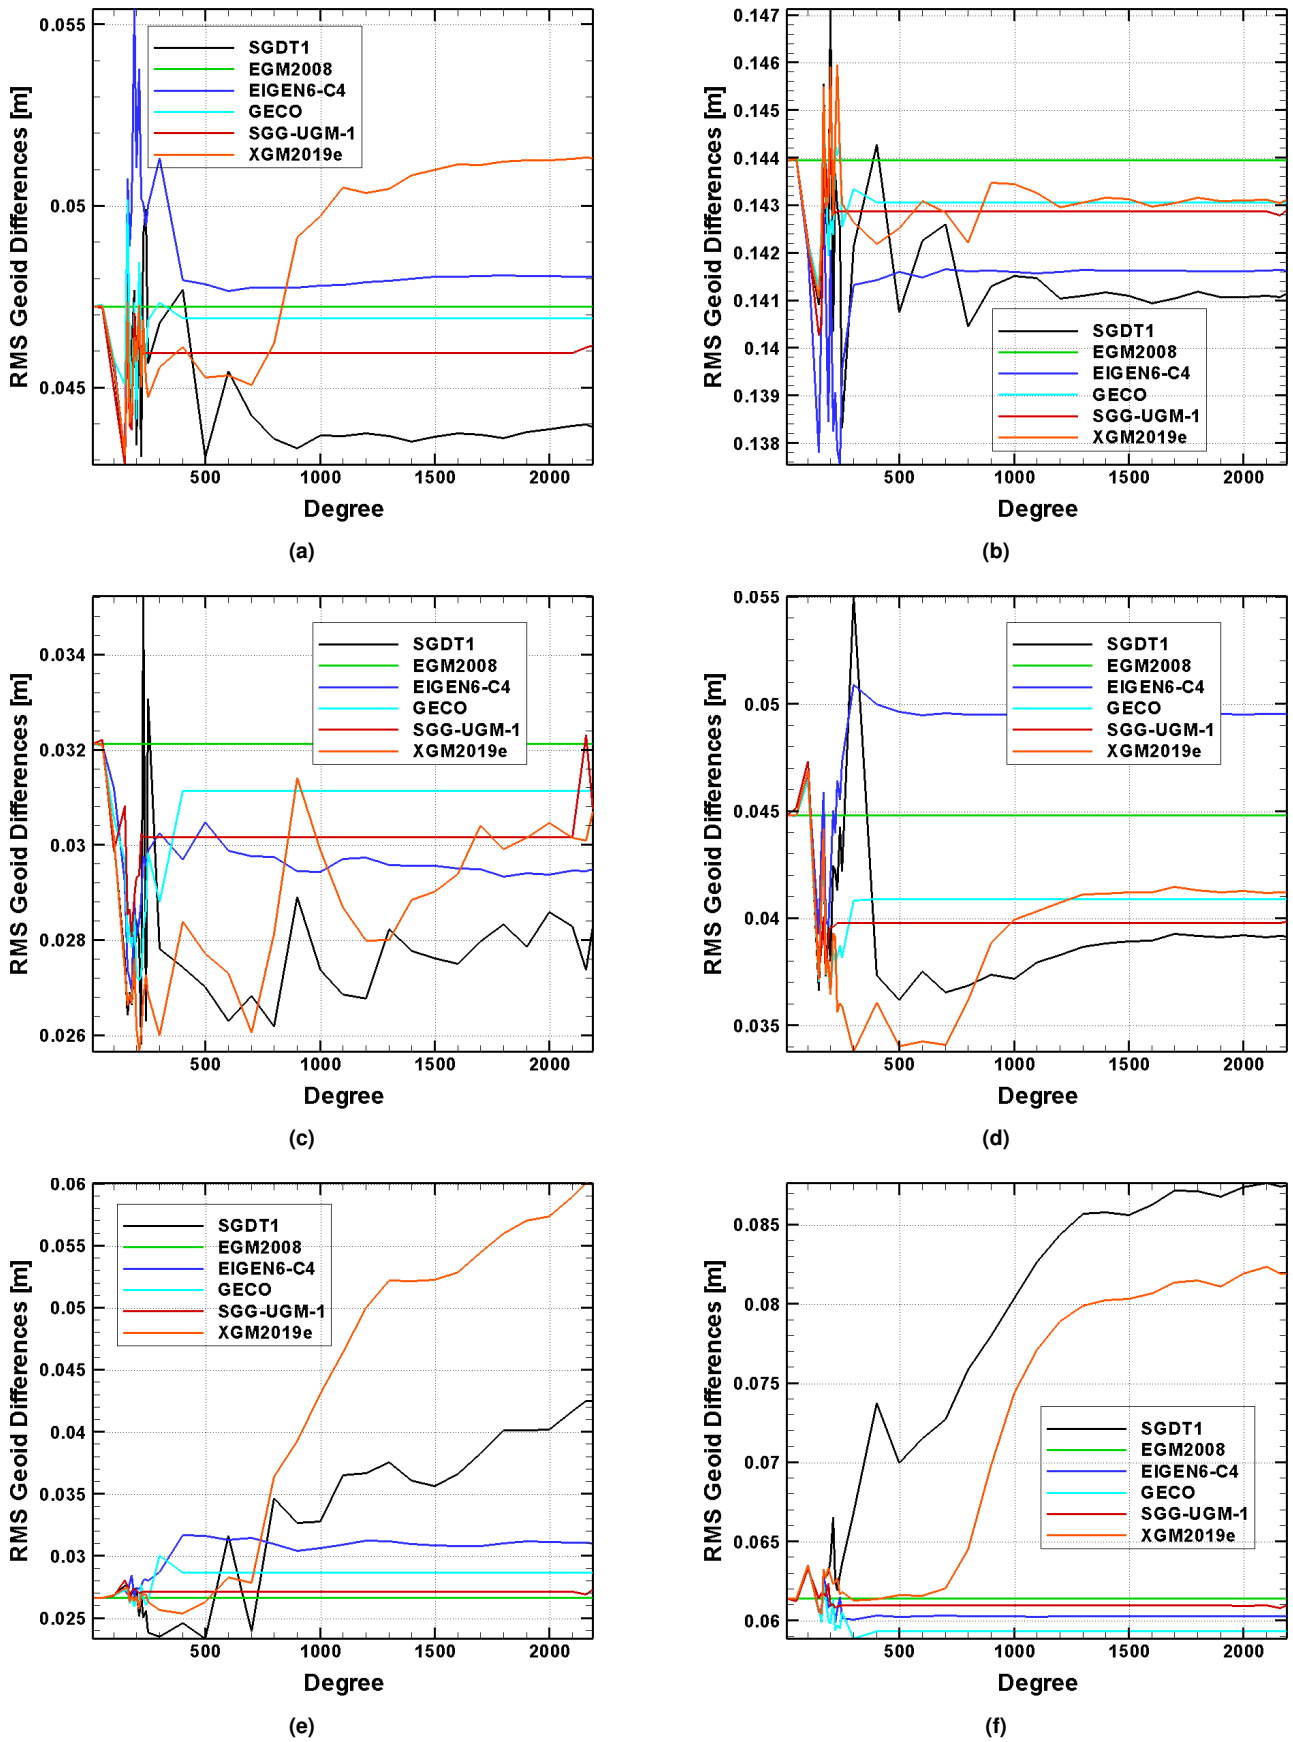 RMS Geoid Differences [m]
0.055
0.05
0.045
SGDT1
EGM2008
EIGEN6-C4
GECO
SGG-UGM-1
XGM2019e
500 1000 1500 2000
Degree
(a)
RMS Geoid Differences [m]
0.147
0.146
0.145
0.144
0.143
0.142
0.141
0.14
0.139
0.138
SGDT1
EGM2008
EIGEN6-C4
GECO
SGG-UGM-1
XGM2019e
500 1000 1500 2000
Degree
(b)
RMS Geoid Differences [m]
0.034
0.032
0.03
0.028
0.026
SGDT1
EGM2008
EIGEN6-C4
GECO
SGG-UGM-1
XGM2019e
500 1000 1500 2000
Degree
(c)
RMS Geoid Differences [m]
0.055
0.05
0.045
0.04
0.035
SGDT1
EGM2008
EIGEN6-C4
GECO
SGG-UGM-1
XGM2019e
500 1000 1500 2000
Degree
(d)
RMS Geoid Differences [m]
0.06
0.055
0.05
0.045
0.04
0.035
0.03
0.025
SGDT1
EGM2008
EIGEN6-C4
GECO
SGG-UGM-1
XGM2019e
500 1000 1500 2000
Degree
(e)
RMS Geoid Differences [m]
0.085
0.08
0.075
0.07
0.065
0.06
SGDT1
EGM2008
EIGEN6-C4
GECO
SGG-UGM-1
XGM2019e
500 1000 1500 2000
Degree
(f)